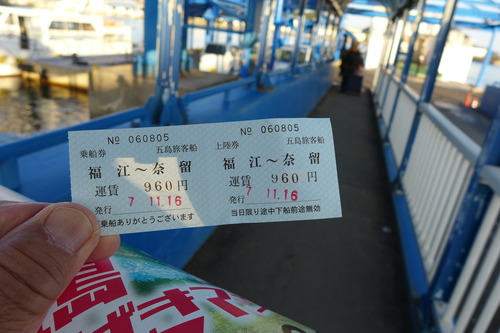 № 060805
乗船券 五島旅客船
福江～奈留
運賃 960円
7 11.16
発行
乗船ありがとうございます
№ 060805
上陸券 五島旅客船
福江～奈留
運賃 960円
7 11.16
発行
当日限り途中下船前途無効
島